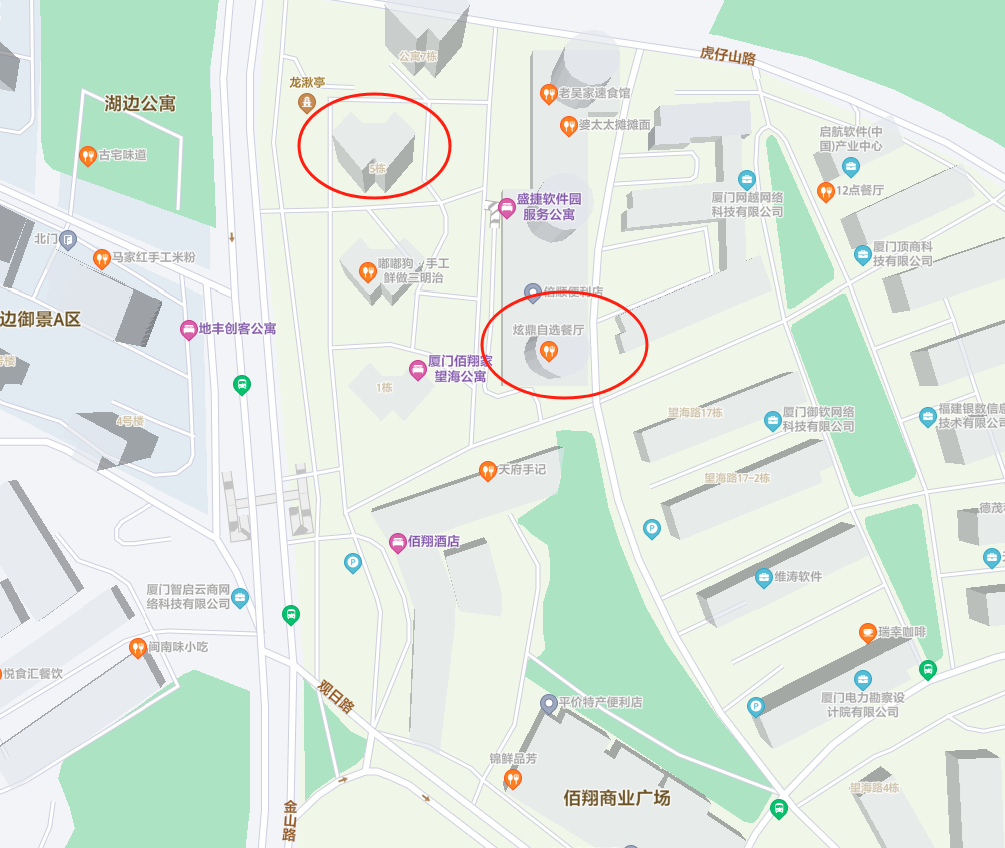 公寓7栋
虎仔山路
龙湫亭
老吴家速食馆
湖边公寓
婆太太摊摊面
启航软件(中
国)产业中心
古宅味道
5栋
12点餐厅
厦门网越网络
科技有限公司
盛捷软件园
服务公寓
北门
马家红手工米粉
厦门顶商科
技有限公司
嘟嘟狗
手工
鲜做三明治
倍顺便利店
边御景A区
地丰创客公寓
炫鼎自选餐厅
号楼
厦门佰翔家
望海公寓
1栋
4号楼
望海路17栋
厦门御钦网络
科技有限公司
福建银数信息
技术有限公司
天府手记
望海路17-2栋
德茂
佰翔酒店
维涛软件
厦门智启云商网
络科技有限公司
瑞幸咖啡
闽南味小吃
悦食汇餐饮
观日路
平价特产便利店
厦门电力勘察设
计院有限公司
锦鲜品芳
佰翔商业广场
望海路4栋
金山路